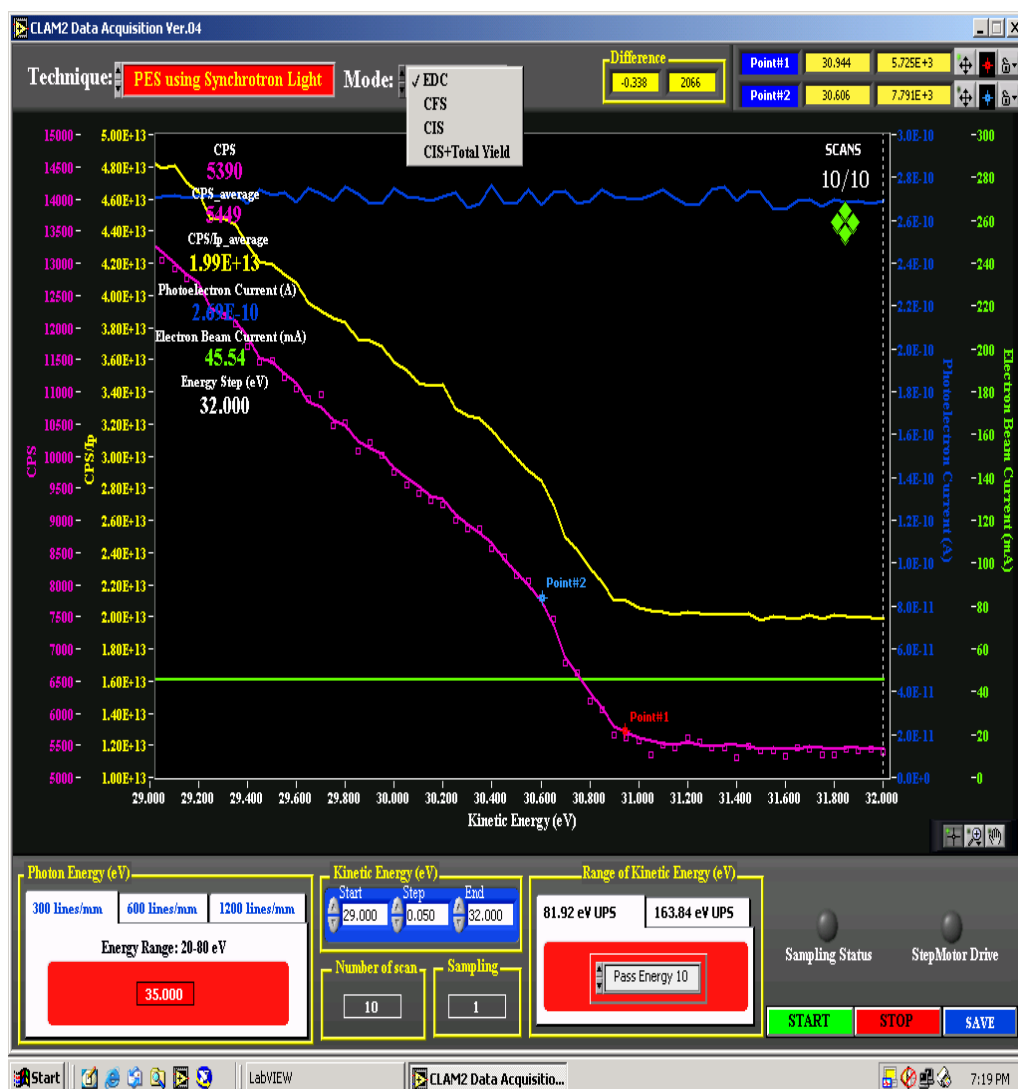 CLAM2 Data Acquisition Ver.04
Technique: PES using Synchrotron Light Mode: ✓ EDC
CFS
CIS
CIS+Total Yield
Difference
-0.338 2066
Point#1 30.944 5.725E+3
Point#2 30.606 7.791E+3
CPS
5390
CPS_average
5449
CPS/Ip_average
1.99E+13
Photoelectron Current (A)
2.69E-10
Electron Beam Current (mA)
45.54
Energy Step (eV)
32.000
SCANS
10/10
Point#2
Point#1
CPS
15000-
14500-
14000-
13500-
13000-
12500-
12000-
11500-
11000-
10500-
10000-
9500-
9000-
8500-
8000-
7500-
7000-
6500-
6000-
5500-
5000-
CPS/Ip
5.00E+13-
4.80E+13-
4.60E+13-
4.40E+13-
4.20E+13-
4.00E+13-
3.80E+13-
3.60E+13-
3.40E+13-
3.20E+13-
3.00E+13-
2.80E+13-
2.60E+13-
2.40E+13-
2.20E+13-
2.00E+13-
1.80E+13-
1.60E+13-
1.40E+13-
1.20E+13-
1.00E+13-
-3.0E-10
-2.8E-10
-2.6E-10
-2.4E-10
-2.2E-10
-2.0E-10
-1.8E-10
-1.6E-10
-1.4E-10
-1.2E-10
-1.0E-10
-8.0E-11
-6.0E-11
-4.0E-11
-2.0E-11
-0.0E+0
Photoelectron Current (A)
-300
-280
-260
-240
-220
-200
-180
-160
-140
-120
-100
-80
-60
-40
-20
-0
Electron Beam Current (mA)
29.000 29.200 29.400 29.600 29.800 30.000 30.200 30.400 30.600 30.800 31.000 31.200 31.400 31.600 31.800 32.000
Kinetic Energy (eV)
Photon Energy (eV)
300 lines/mm 600 lines/mm 1200 lines/mm
Energy Range: 20-80 eV
35.000
Kinetic Energy (eV)
Start Step End
29.000 0.050 32.000
Number of scan
10
Sampling
1
Range of Kinetic Energy (eV)
81.92 eV UPS 163.84 eV UPS
Pass Energy 10
Sampling Status StepMotor Drive
START STOP SAVE
Start LabVIEW CLAM2 Data Acquisitio... 7:19 PM